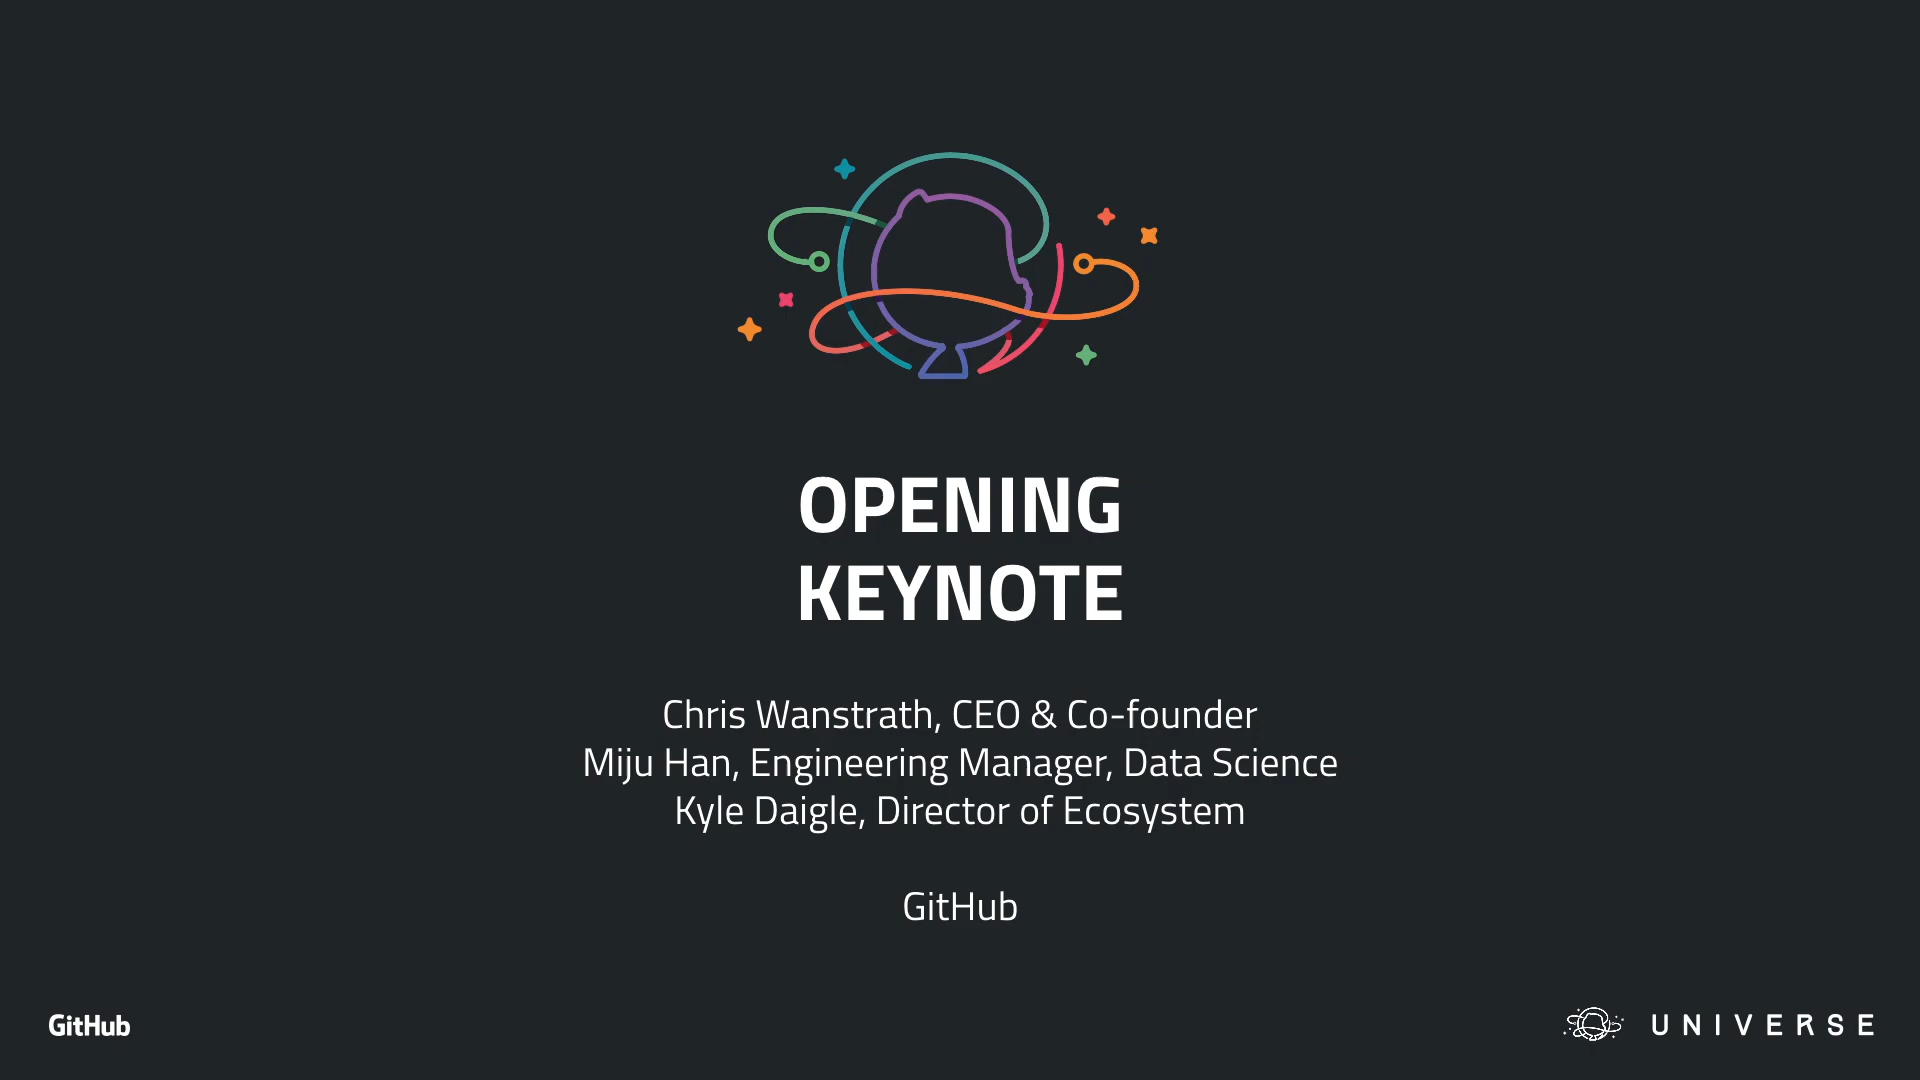 OPENING
KEYNOTE
Chris Wanstrath, CEO & Co-founder
Miju Han, Engineering Manager, Data Science
Kyle Daigle, Director of Ecosystem
GitHub
GitHub
UNIVERSE